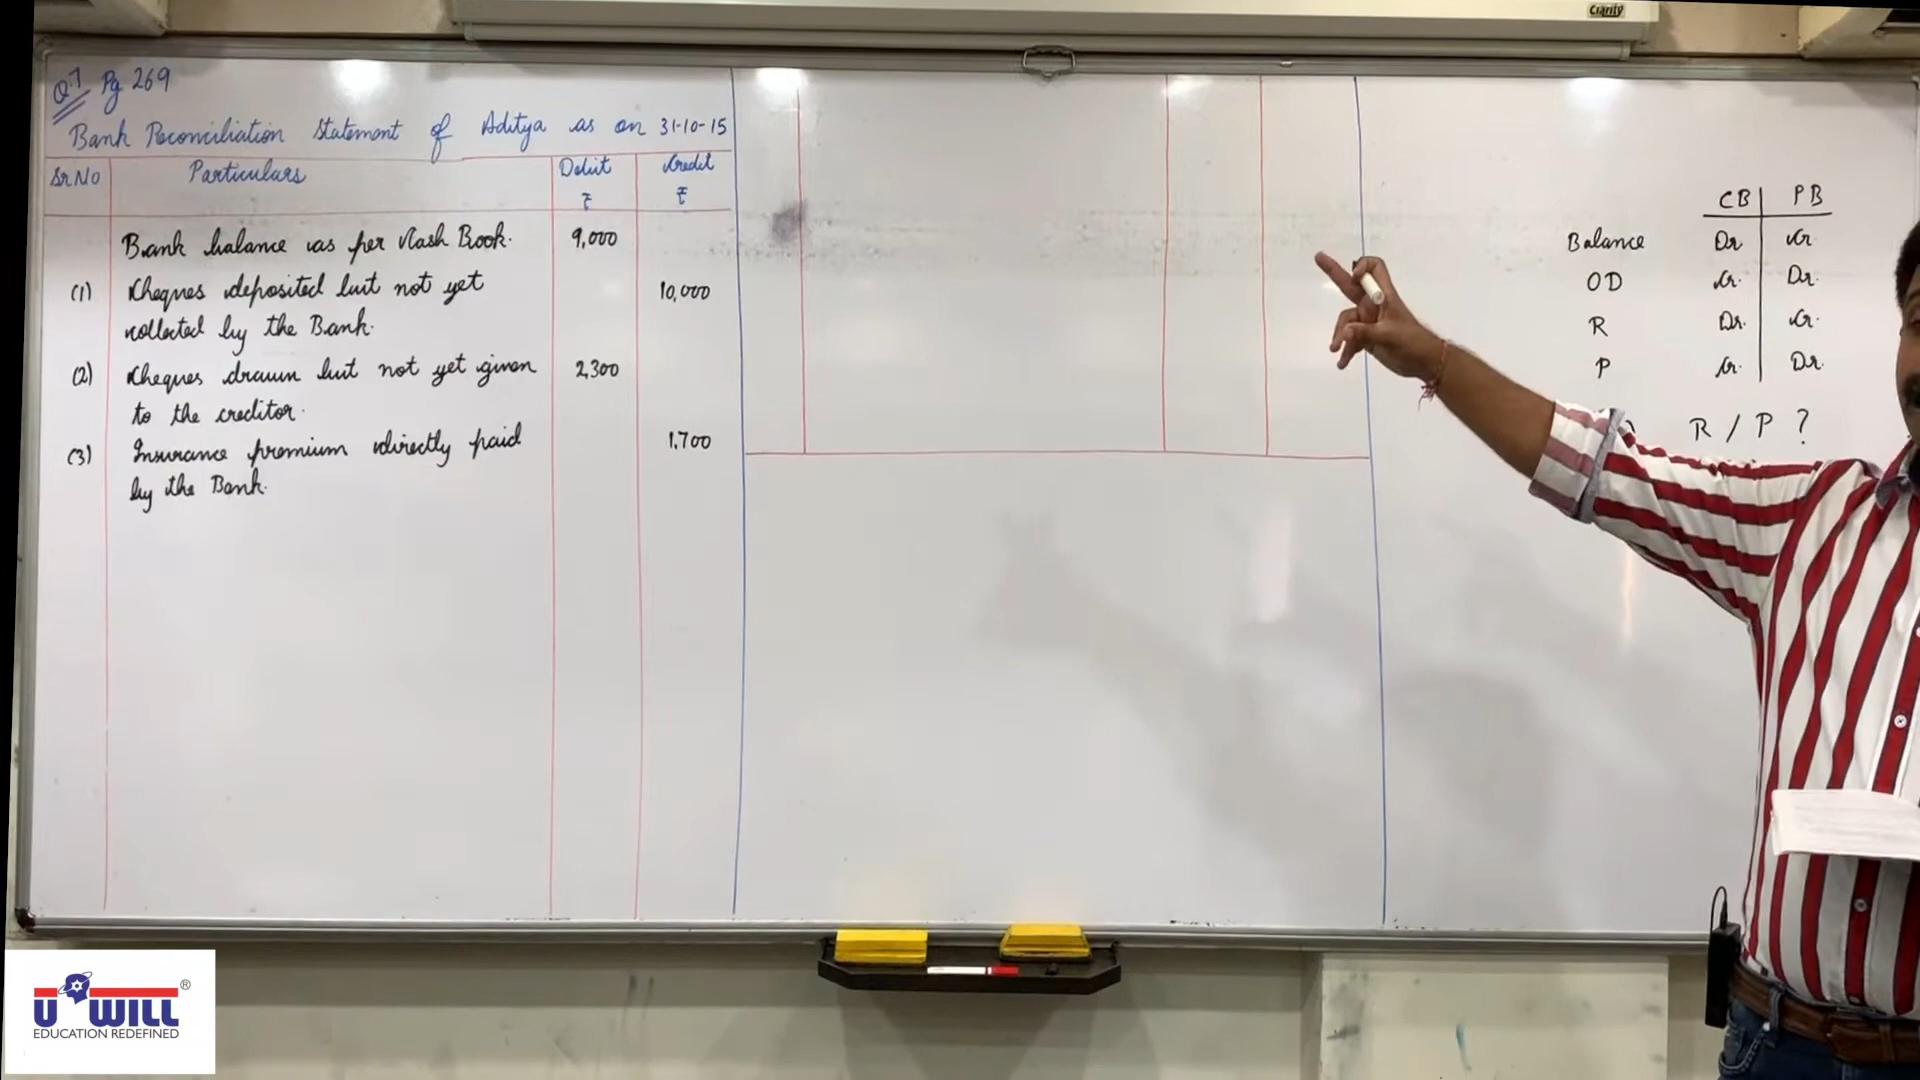 Q.7 Pg 269
Bank Reconciliation Statement of Aditya as on 31-10-15
Sr No Particulars Debit ₹ Credit ₹
Bank balance as per Cash Book. 9,000
(1) Cheques deposited but not yet 10,000
collected by the Bank.
(2) Cheques drawn but not yet given 2,300
to the creditor.
(3) Insurance premium directly paid 1,700
by the Bank.
CB PB
Balance Dr Cr
OD Cr. Dr.
R Dr. Cr.
P Cr. Dr.
R / P ?
Clarity
U WILL ®
EDUCATION REDEFINED